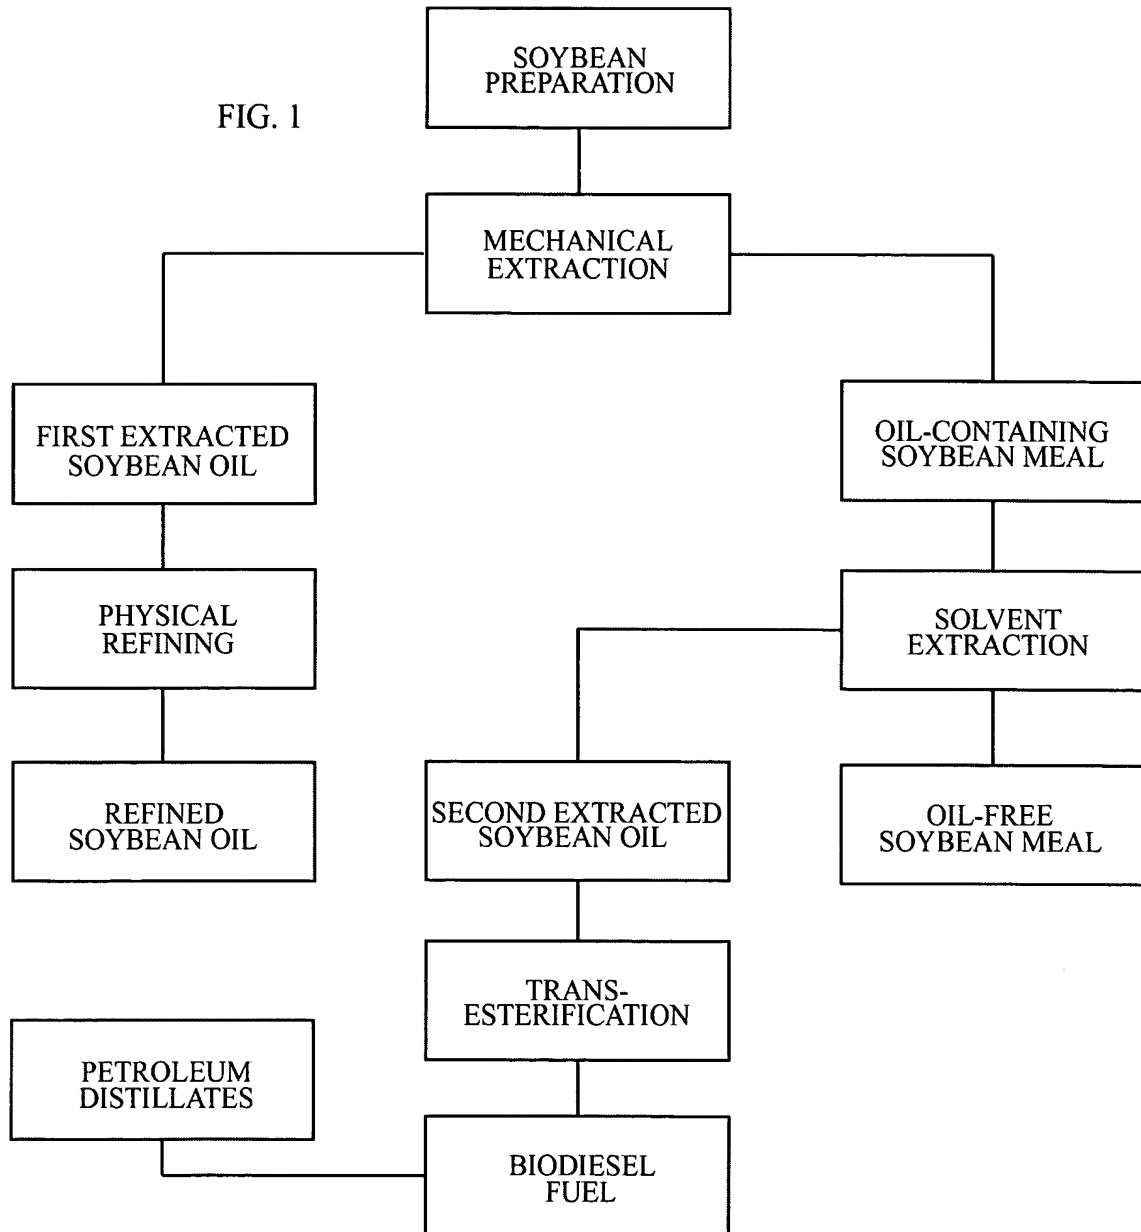 SOYBEAN
PREPARATION
FIG. 1
MECHANICAL
EXTRACTION
FIRST EXTRACTED
SOYBEAN OIL
OIL-CONTAINING
SOYBEAN MEAL
PHYSICAL
REFINING
SOLVENT
EXTRACTION
REFINED
SOYBEAN OIL
SECOND EXTRACTED
SOYBEAN OIL
OIL-FREE
SOYBEAN MEAL
TRANS-
ESTERIFICATION
PETROLEUM
DISTILLATES
BIODIESEL
FUEL